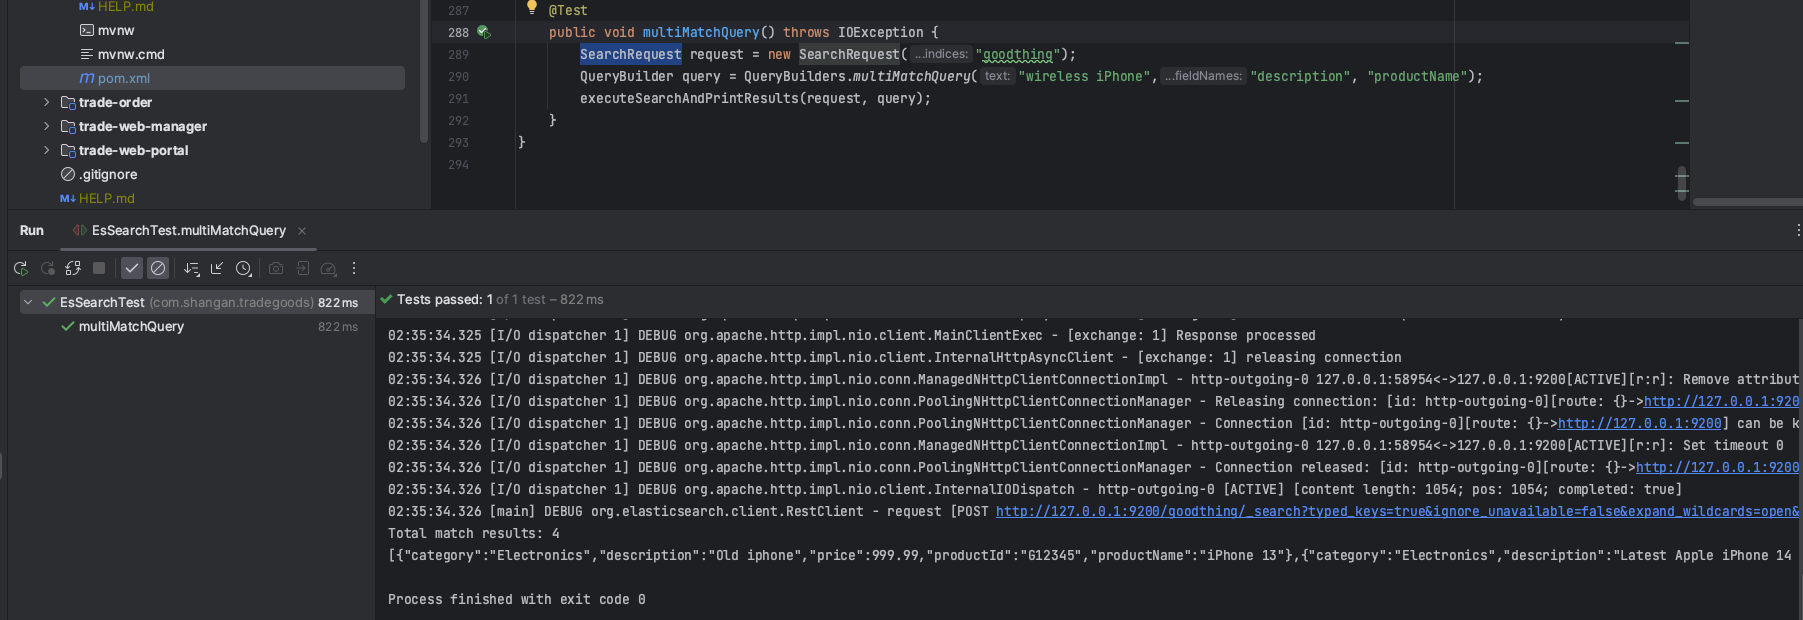 HELP.md
mvnw
mvnw.cmd
pom.xml
trade-order
trade-web-manager
trade-web-portal
.gitignore
HELP.md
287 @Test
288 public void multiMatchQuery() throws IOException {
289 SearchRequest request = new SearchRequest( ...indices: "goodthing");
290 QueryBuilder query = QueryBuilders.multiMatchQuery( text: "wireless iPhone", ...fieldNames: "description", "productName");
291 executeSearchAndPrintResults(request, query);
292 }
293 }
294
Run EsSearchTest.multiMatchQuery
EsSearchTest (com.shangan.tradegoods) 822 ms
multiMatchQuery 822 ms
Tests passed: 1 of 1 test – 822 ms
02:35:34.325 [I/O dispatcher 1] DEBUG org.apache.http.impl.nio.client.MainClientExec - [exchange: 1] Response processed
02:35:34.325 [I/O dispatcher 1] DEBUG org.apache.http.impl.nio.client.InternalHttpAsyncClient - [exchange: 1] releasing connection
02:35:34.326 [I/O dispatcher 1] DEBUG org.apache.http.impl.nio.conn.ManagedNHttpClientConnectionImpl - http-outgoing-0 127.0.0.1:58954<->127.0.0.1:9200[ACTIVE][r:r]: Remove attribut
02:35:34.326 [I/O dispatcher 1] DEBUG org.apache.http.impl.nio.conn.PoolingNHttpClientConnectionManager - Releasing connection: [id: http-outgoing-0][route: {}->http://127.0.0.1:920
02:35:34.326 [I/O dispatcher 1] DEBUG org.apache.http.impl.nio.conn.PoolingNHttpClientConnectionManager - Connection [id: http-outgoing-0][route: {}->http://127.0.0.1:9200] can be k
02:35:34.326 [I/O dispatcher 1] DEBUG org.apache.http.impl.nio.conn.ManagedNHttpClientConnectionImpl - http-outgoing-0 127.0.0.1:58954<->127.0.0.1:9200[ACTIVE][r:r]: Set timeout 0
02:35:34.326 [I/O dispatcher 1] DEBUG org.apache.http.impl.nio.conn.PoolingNHttpClientConnectionManager - Connection released: [id: http-outgoing-0][route: {}->http://127.0.0.1:9200
02:35:34.326 [I/O dispatcher 1] DEBUG org.apache.http.impl.nio.client.InternalIODispatch - http-outgoing-0 [ACTIVE] [content length: 1054; pos: 1054; completed: true]
02:35:34.326 [main] DEBUG org.elasticsearch.client.RestClient - request [POST http://127.0.0.1:9200/goodthing/_search?typed_keys=true&ignore_unavailable=false&expand_wildcards=open&
Total match results: 4
[{"category":"Electronics","description":"Old iphone","price":999.99,"productId":"G12345","productName":"iPhone 13"},{"category":"Electronics","description":"Latest Apple iPhone 14
Process finished with exit code 0